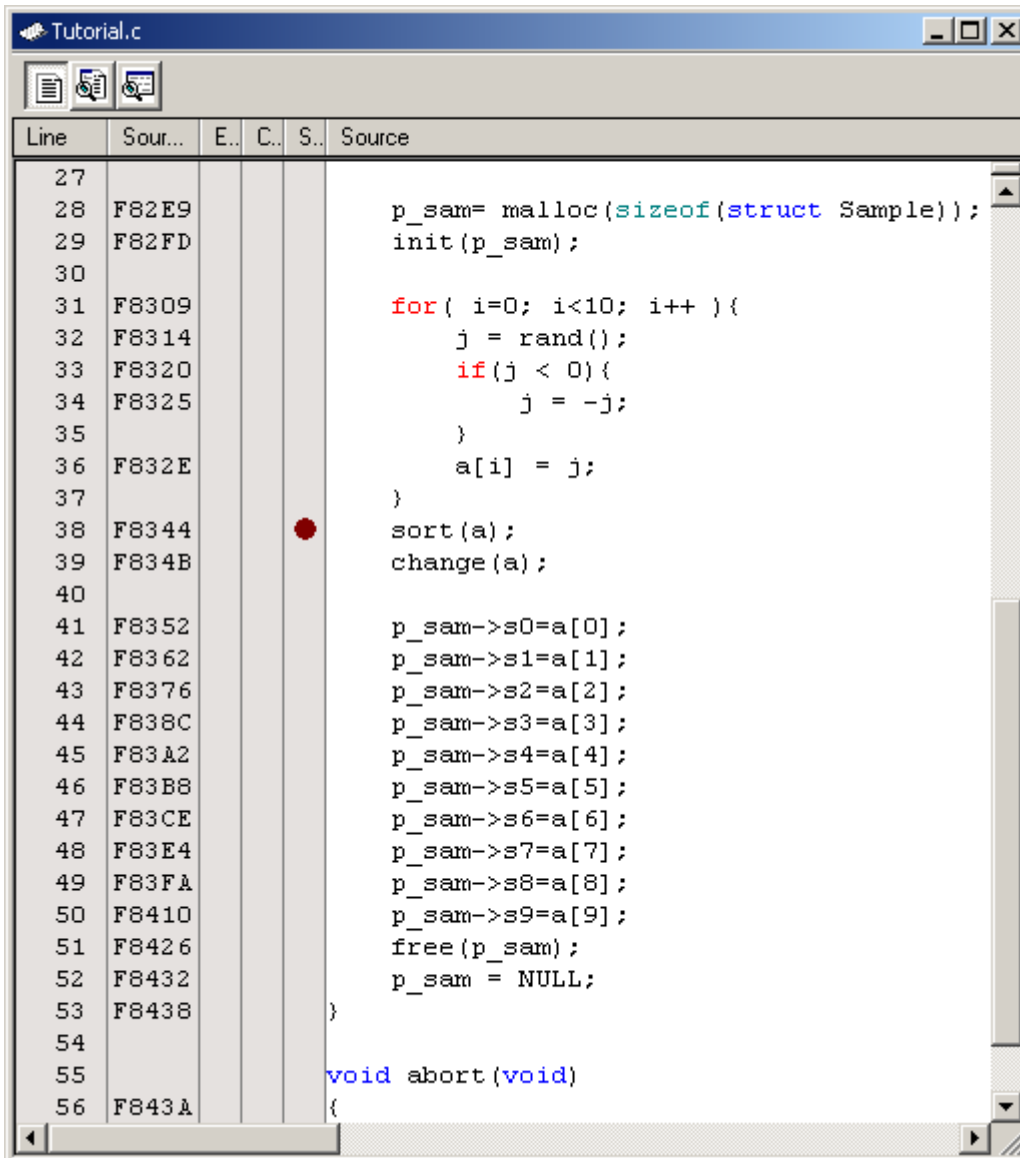 Tutorial.c
Line Sour... E.. C.. S.. Source
27
28 F82E9 p_sam= malloc(sizeof(struct Sample));
29 F82FD init(p_sam);
30
31 F8309 for( i=0; i<10; i++ ){
32 F8314 j = rand();
33 F8320 if(j < 0){
34 F8325 j = -j;
35 }
36 F832E a[i] = j;
37 }
38 F8344 sort(a);
39 F834B change(a);
40
41 F8352 p_sam->s0=a[0];
42 F8362 p_sam->s1=a[1];
43 F8376 p_sam->s2=a[2];
44 F838C p_sam->s3=a[3];
45 F83A2 p_sam->s4=a[4];
46 F83B8 p_sam->s5=a[5];
47 F83CE p_sam->s6=a[6];
48 F83E4 p_sam->s7=a[7];
49 F83FA p_sam->s8=a[8];
50 F8410 p_sam->s9=a[9];
51 F8426 free(p_sam);
52 F8432 p_sam = NULL;
53 F8438 }
54
55 void abort(void)
56 F843A {